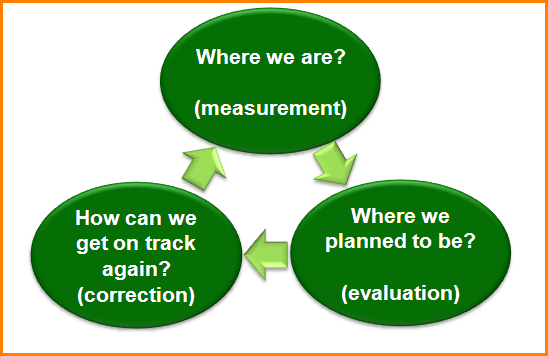 Where we are?
(measurement)
Where we
planned to be?
(evaluation)
How can we
get on track
again?
(correction)